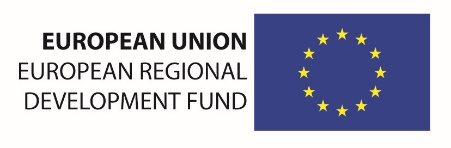 EUROPEAN UNION
EUROPEAN REGIONAL
DEVELOPMENT FUND